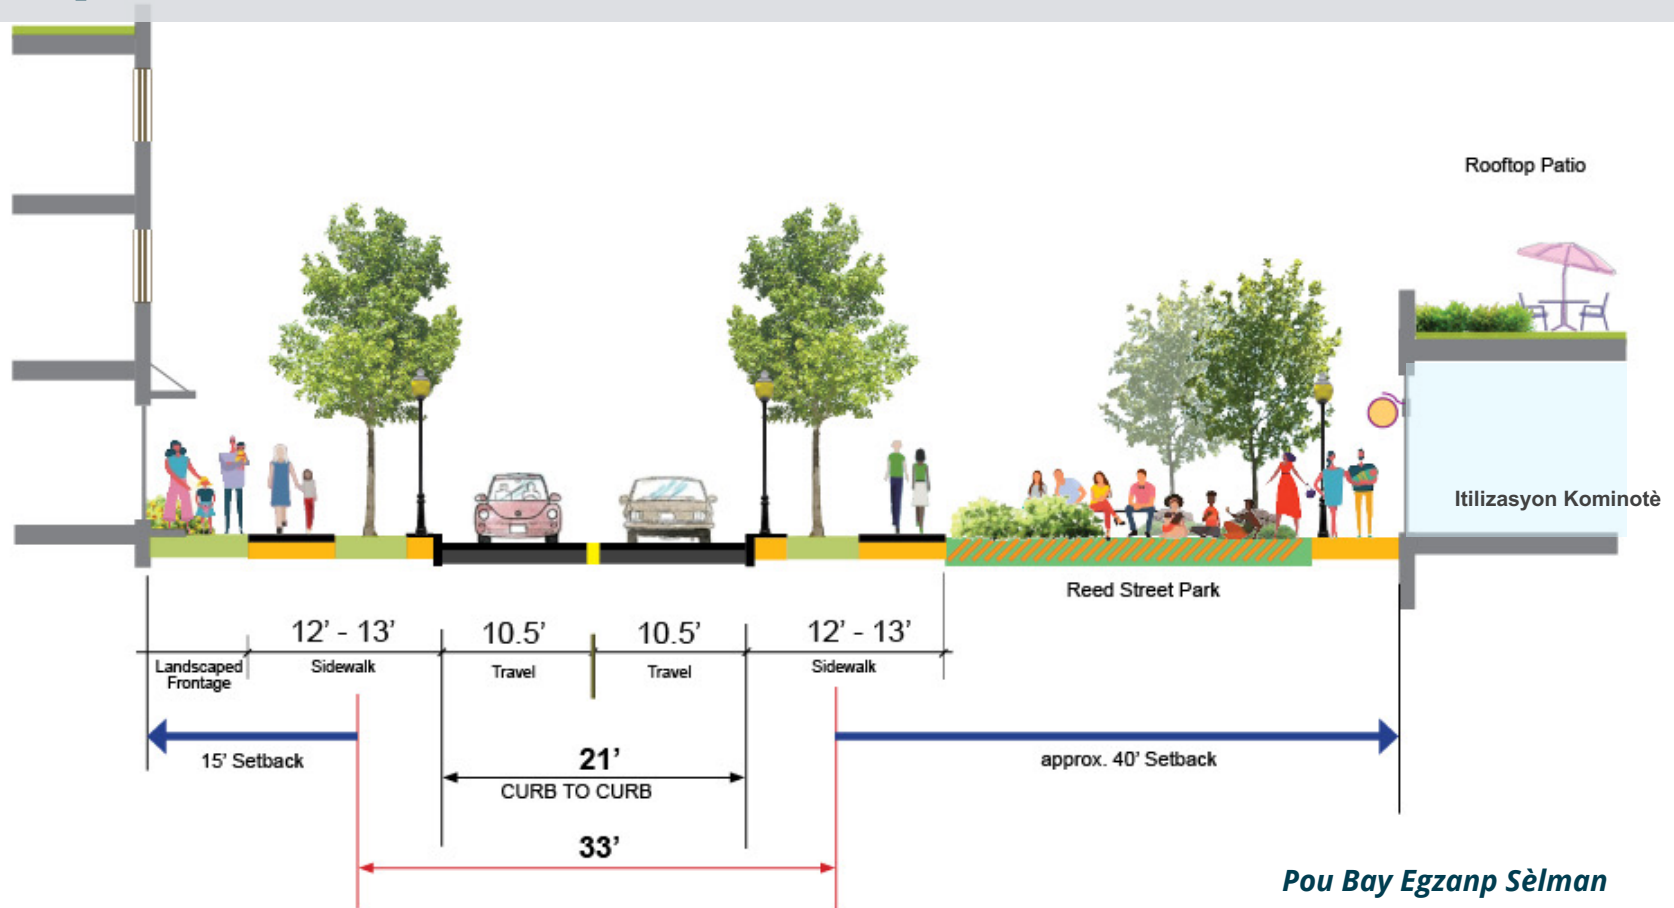 Rooftop Patio
Itilizasyon Kominotè
Reed Street Park
12’ - 13’
10.5’
10.5’
12’ - 13’
Landscaped
Frontage
Sidewalk
Travel
Travel
Sidewalk
15’ Setback
21’
CURB TO CURB
approx. 40’ Setback
33’
Pou Bay Egzanp Sèlman